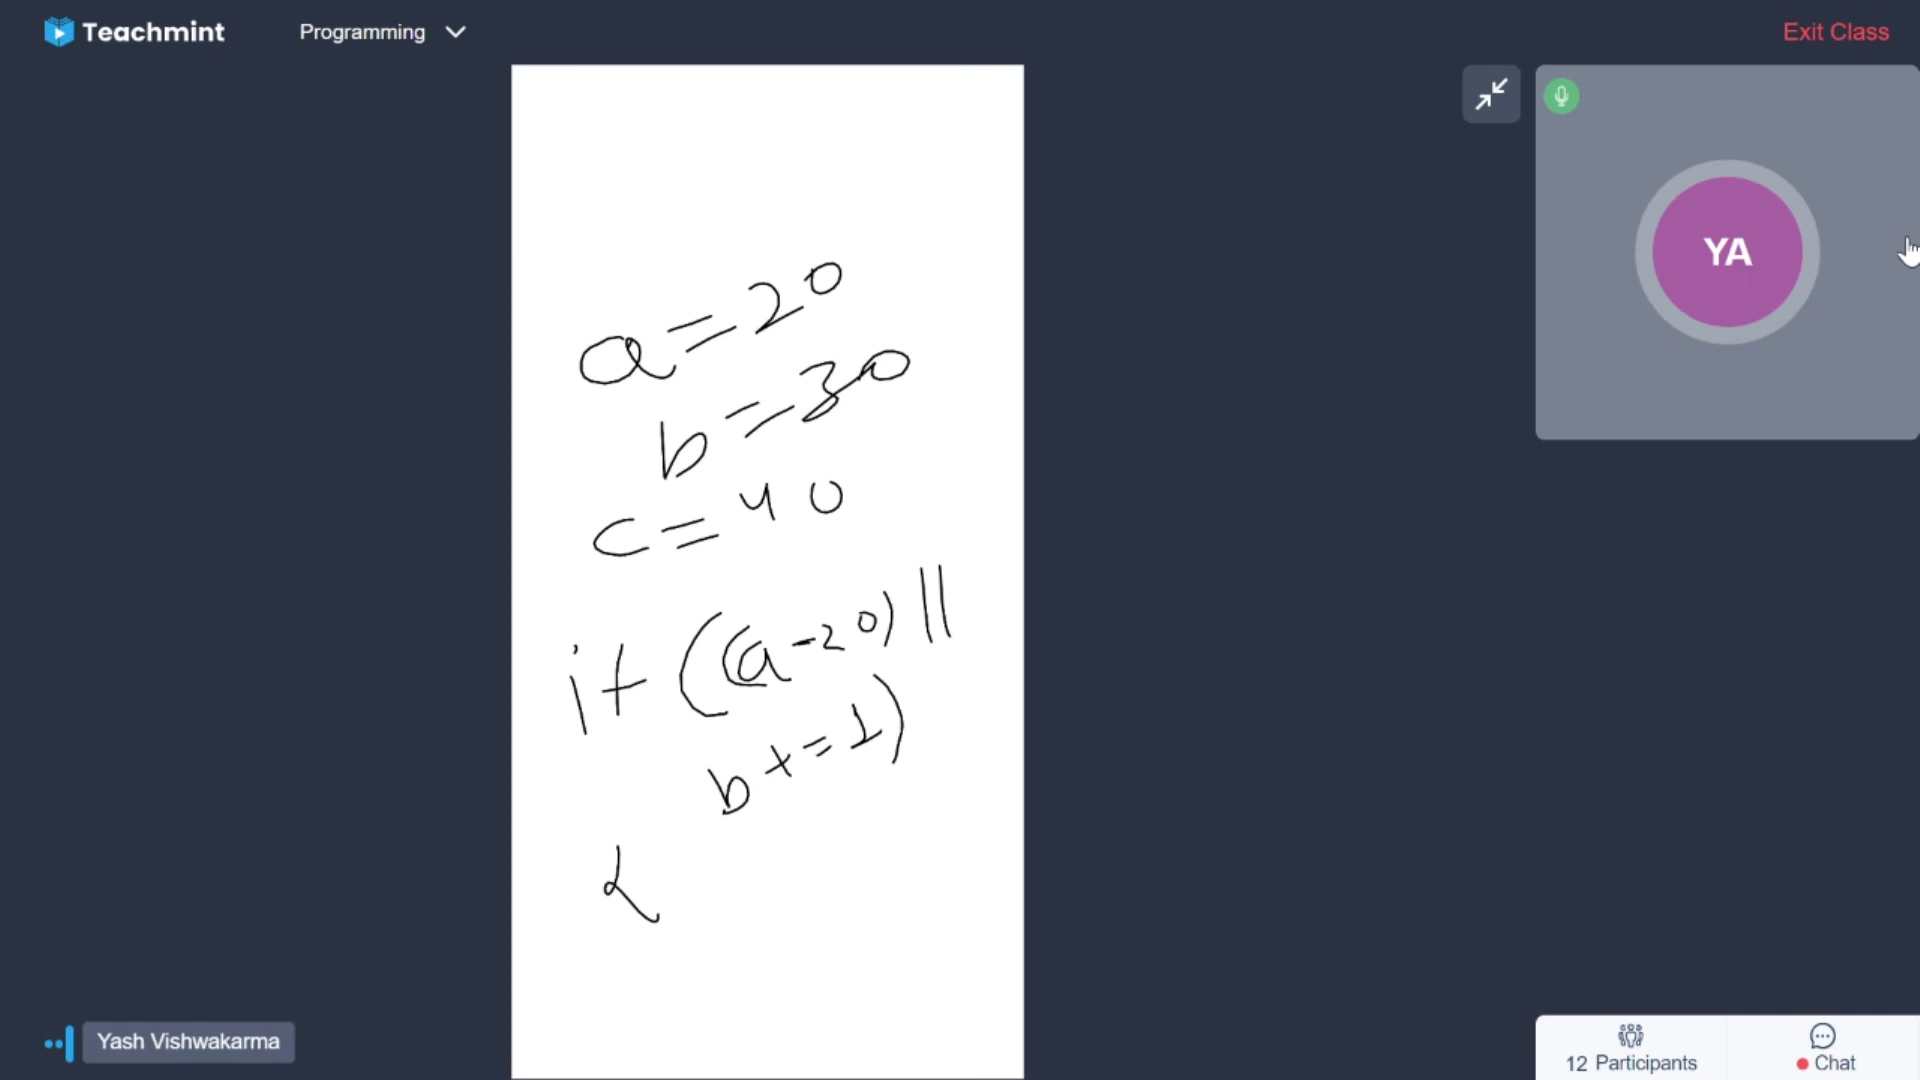 Teachmint
Programming
Exit Class
a=20
b=30
c=40
if ((a-20) ||
b+=1)
{
YA
Yash Vishwakarma
12 Participants
Chat